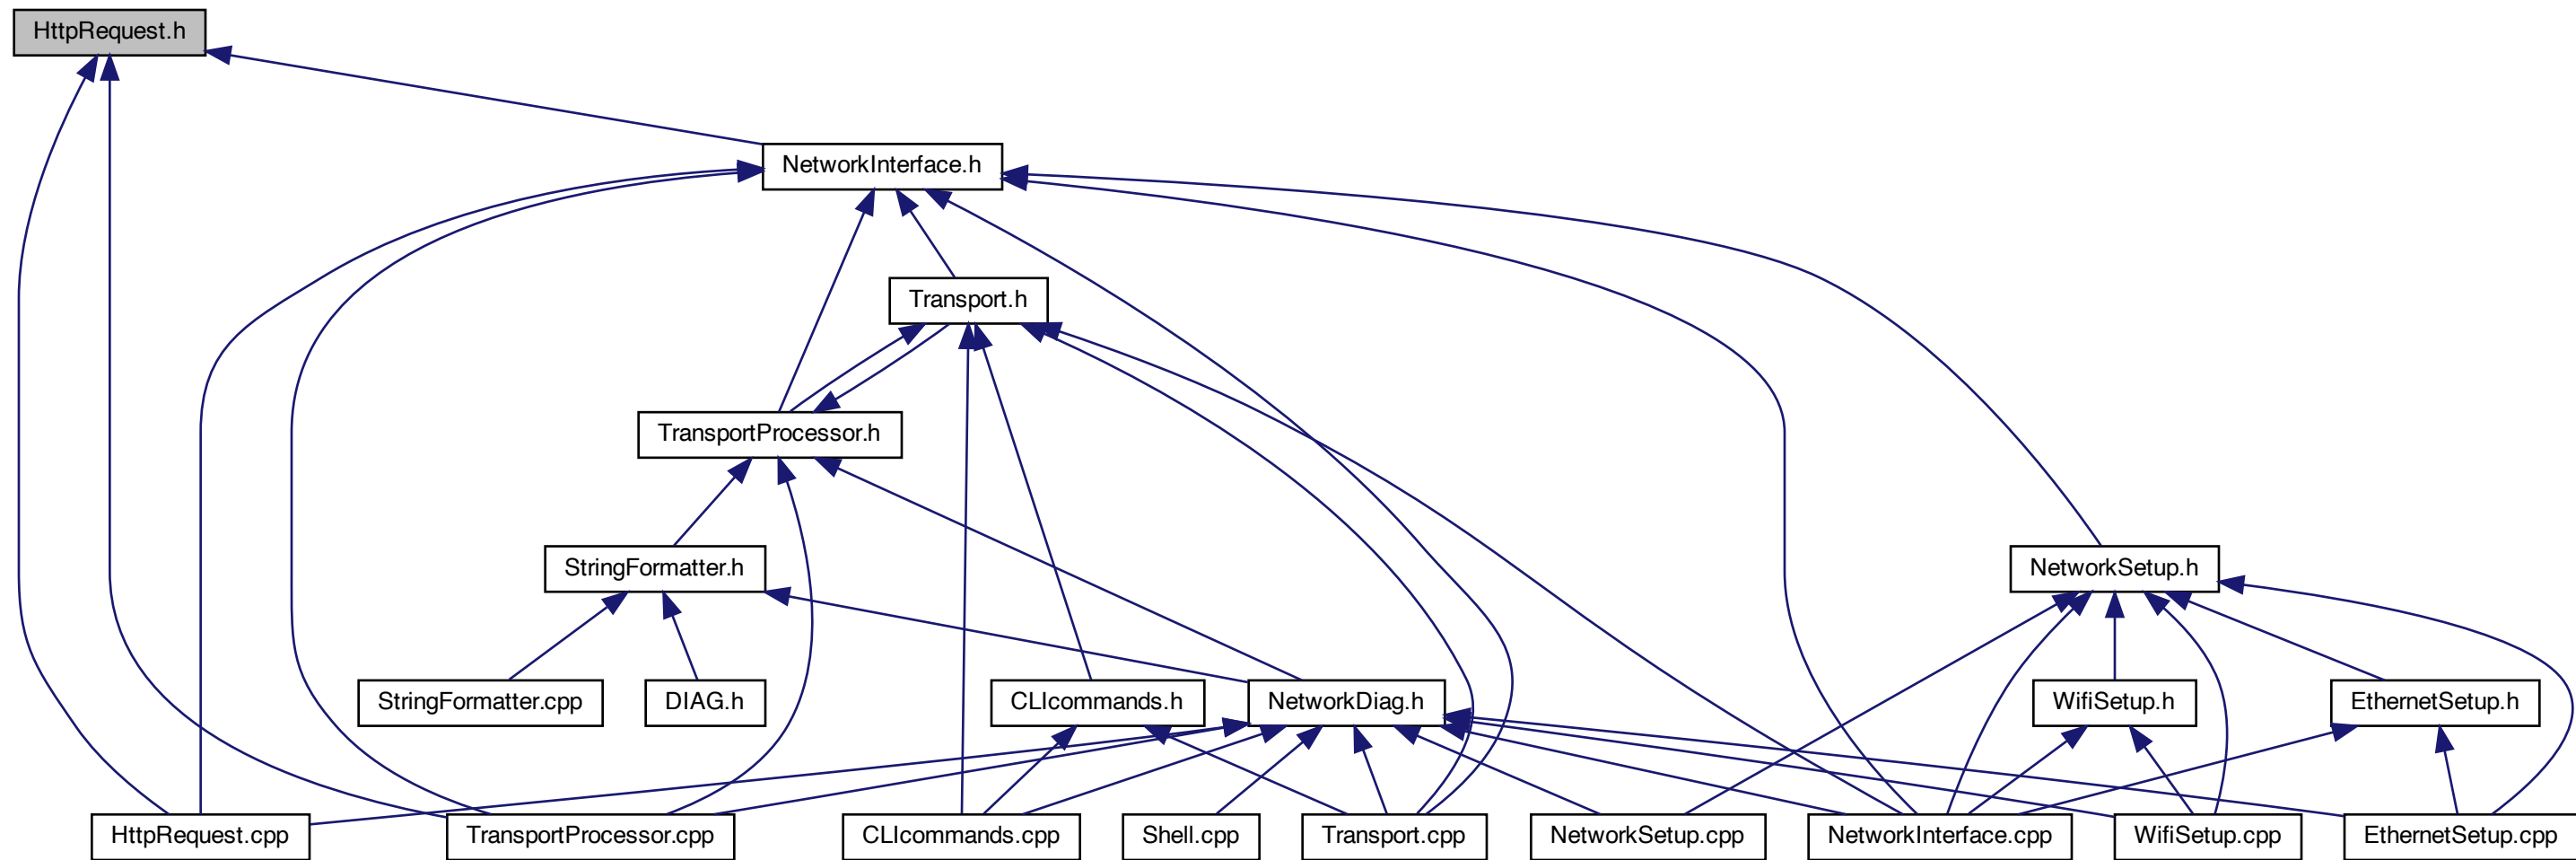 HttpRequest.h
NetworkInterface.h
Transport.h
TransportProcessor.h
StringFormatter.h
NetworkSetup.h
StringFormatter.cpp
DIAG.h
CLIcommands.h
NetworkDiag.h
WifiSetup.h
EthernetSetup.h
HttpRequest.cpp
TransportProcessor.cpp
CLIcommands.cpp
Shell.cpp
Transport.cpp
NetworkSetup.cpp
NetworkInterface.cpp
WifiSetup.cpp
EthernetSetup.cpp